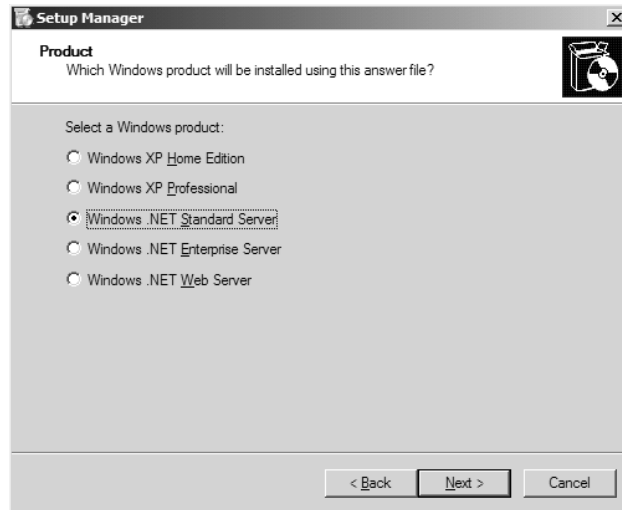 Setup Manager
Product
Which Windows product will be installed using this answer file?
Select a Windows product:
Windows XP Home Edition
Windows XP Professional
Windows .NET Standard Server
Windows .NET Enterprise Server
Windows .NET Web Server
< Back Next > Cancel